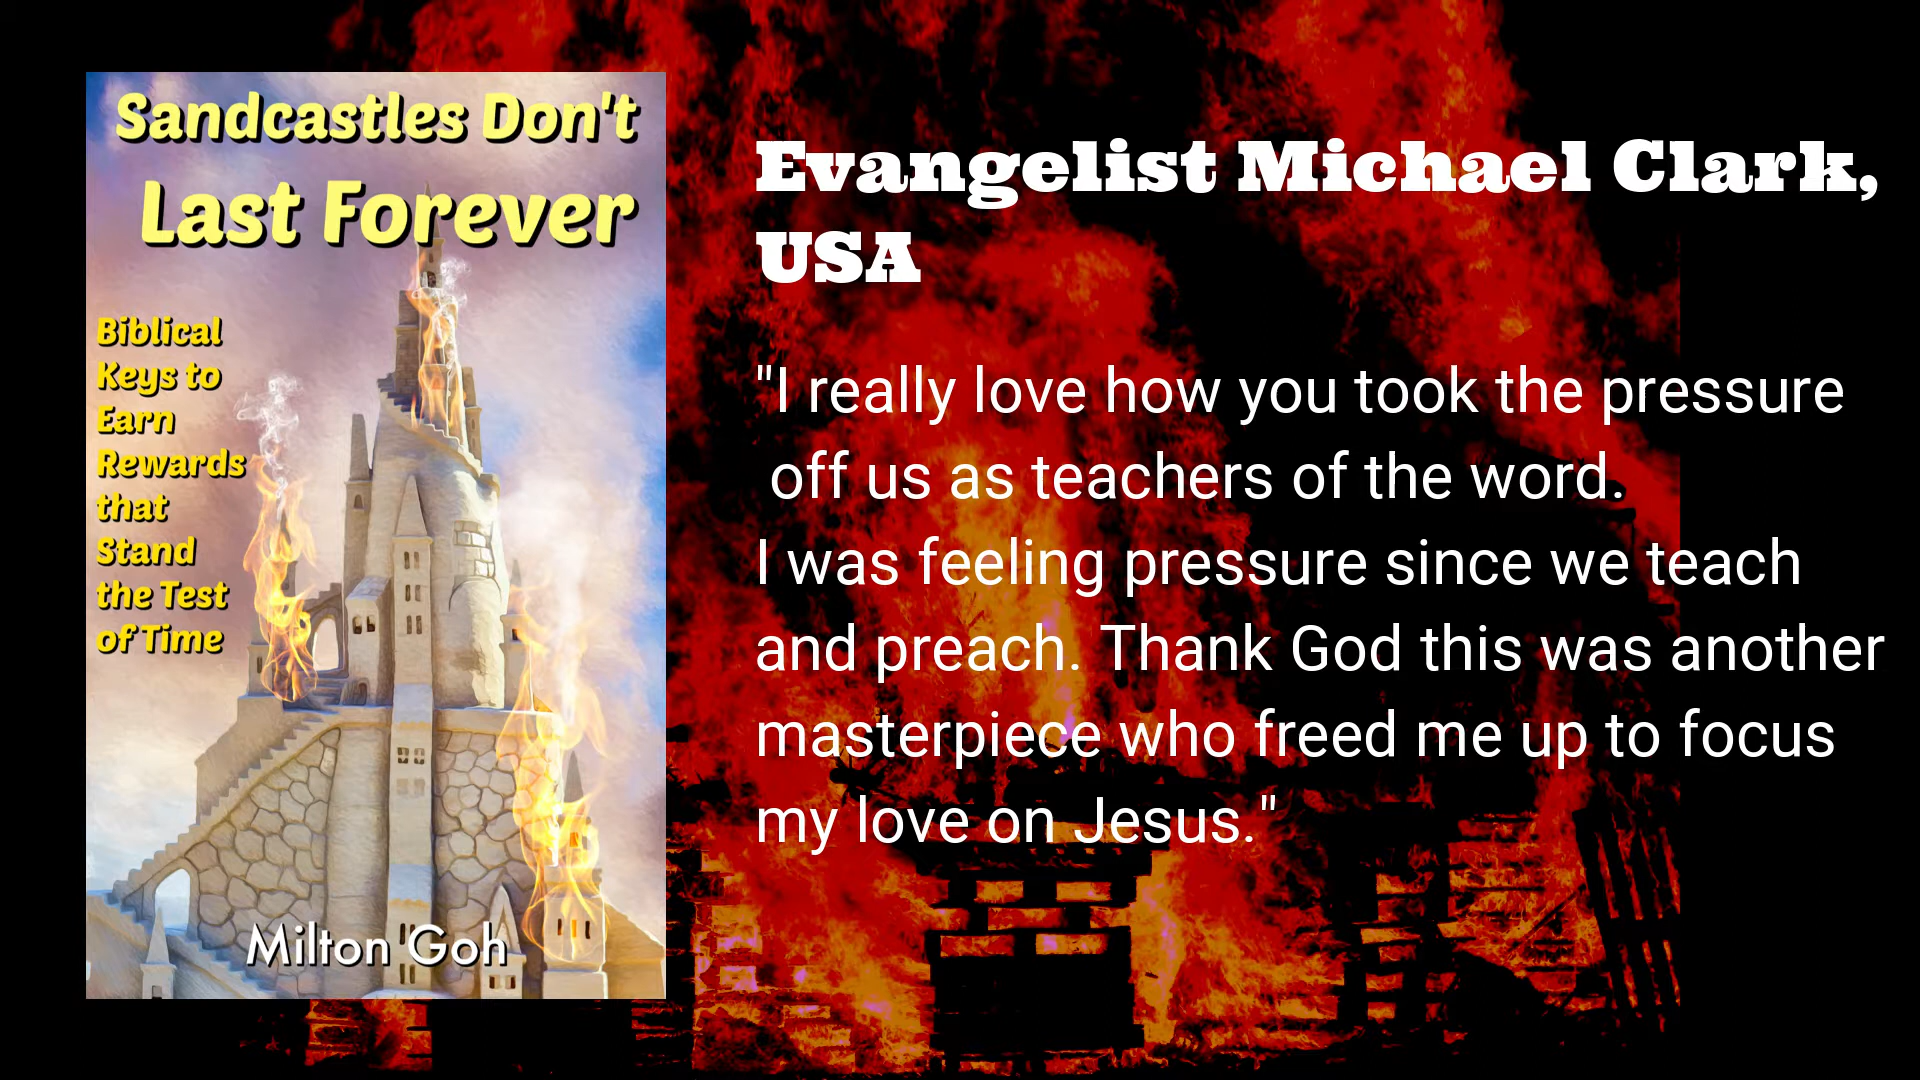 Sandcastles Don't
Last Forever
Biblical
Keys to
Earn
Rewards
that
Stand
the Test
of Time
Milton Goh
Evangelist Michael Clark,
USA
"I really love how you took the pressure
off us as teachers of the word.
I was feeling pressure since we teach
and preach. Thank God this was another
masterpiece who freed me up to focus
my love on Jesus."